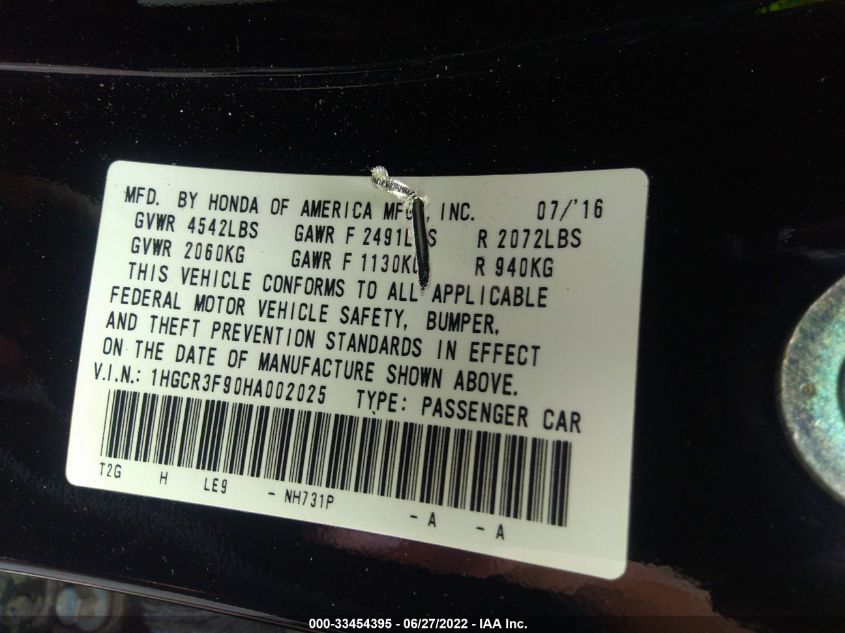 MFD. BY HONDA OF AMERICA MFG., INC. 07/'16
GVWR 4542LBS GAWR F 2491LBS R 2072LBS
GVWR 2060KG GAWR F 1130KG R 940KG
THIS VEHICLE CONFORMS TO ALL APPLICABLE
FEDERAL MOTOR VEHICLE SAFETY, BUMPER,
AND THEFT PREVENTION STANDARDS IN EFFECT
ON THE DATE OF MANUFACTURE SHOWN ABOVE.
V.I.N.: 1HGCR3F90HA002025 TYPE: PASSENGER CAR
T2G H LE9 - NH731P - A - A
000-33454395 - 06/27/2022 - IAA Inc.